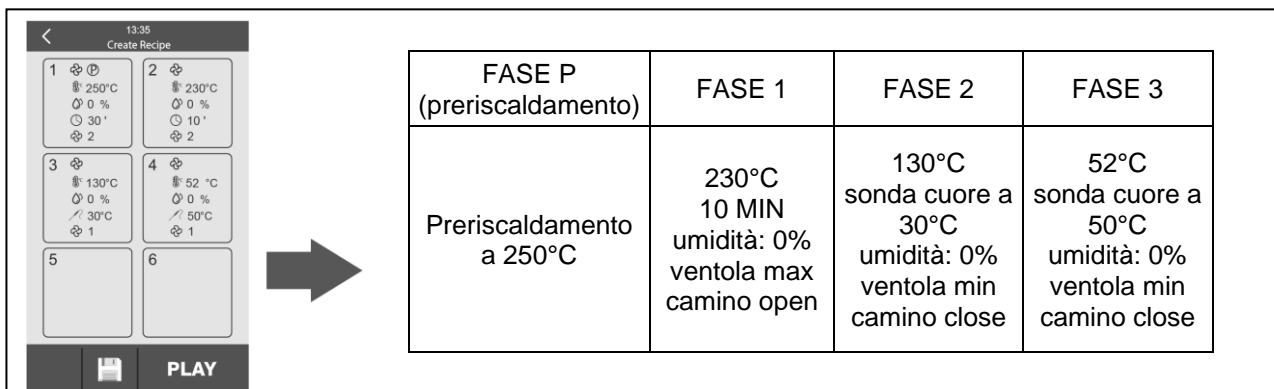 13:35
Create Recipe
1 P
250°C
0 %
30 '
2
2
230°C
0 %
10 '
2
3
130°C
0 %
30°C
1
4
52 °C
0 %
50°C
1
5
6
PLAY
FASE P
(preriscaldamento)
FASE 1
FASE 2
FASE 3
Preriscaldamento
a 250°C
230°C
10 MIN
umidità: 0%
ventola max
camino open
130°C
sonda cuore a
30°C
umidità: 0%
ventola min
camino close
52°C
sonda cuore a
50°C
umidità: 0%
ventola min
camino close